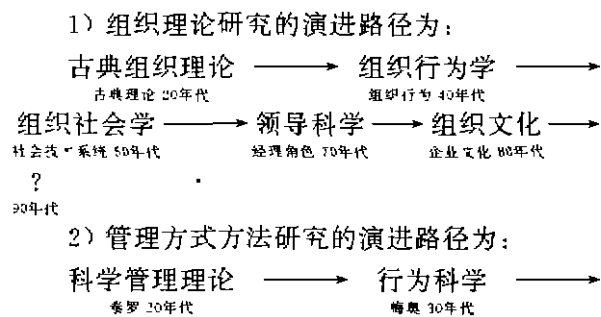 1）组织理论研究的演进路径为：
古典组织理论 ⟶ 组织行为学 ⟶
古典理论 20年代 组织行为 40年代
组织社会学 ⟶ 领导科学 ⟶ 组织文化 ⟶
社会技 系统 50年代 经理角色 70年代 企业文化 80年代
?
90年代
2）管理方式方法研究的演进路径为：
科学管理理论 ⟶ 行为科学 ⟶
泰罗 20年代 梅奥 30年代